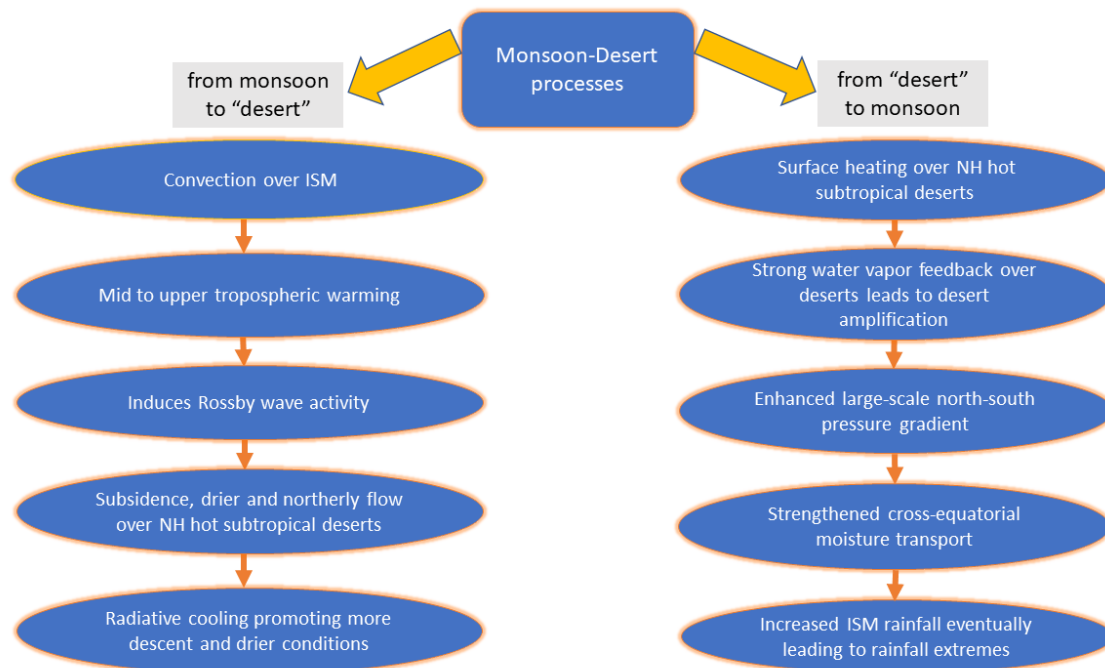 Monsoon-Desert
processes
from monsoon
to “desert”
Convection over ISM
Mid to upper tropospheric warming
Induces Rossby wave activity
Subsidence, drier and northerly flow
over NH hot subtropical deserts
Radiative cooling promoting more
descent and drier conditions
from “desert”
to monsoon
Surface heating over NH hot
subtropical deserts
Strong water vapor feedback over
deserts leads to desert
amplification
Enhanced large-scale north-south
pressure gradient
Strengthened cross-equatorial
moisture transport
Increased ISM rainfall eventually
leading to rainfall extremes